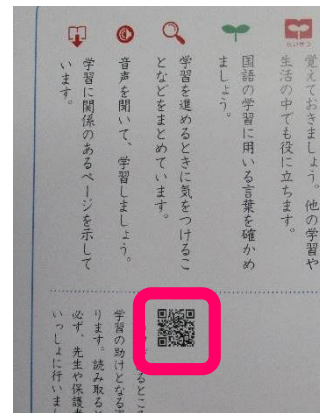 覚えておきましょう。他の学習や
生活の中でも役に立ちます。
国語の学習に用いる言葉を確かめ
ましょう。
学習を進めるときに気をつけるこ
となどをまとめています。
音声を聞いて、学習しましょう。
学習に関係のあるページを示して
います。
るところ
学習の助けとなる
ります。読み取る
必ず、先生や保護者
いっしょに行いまし